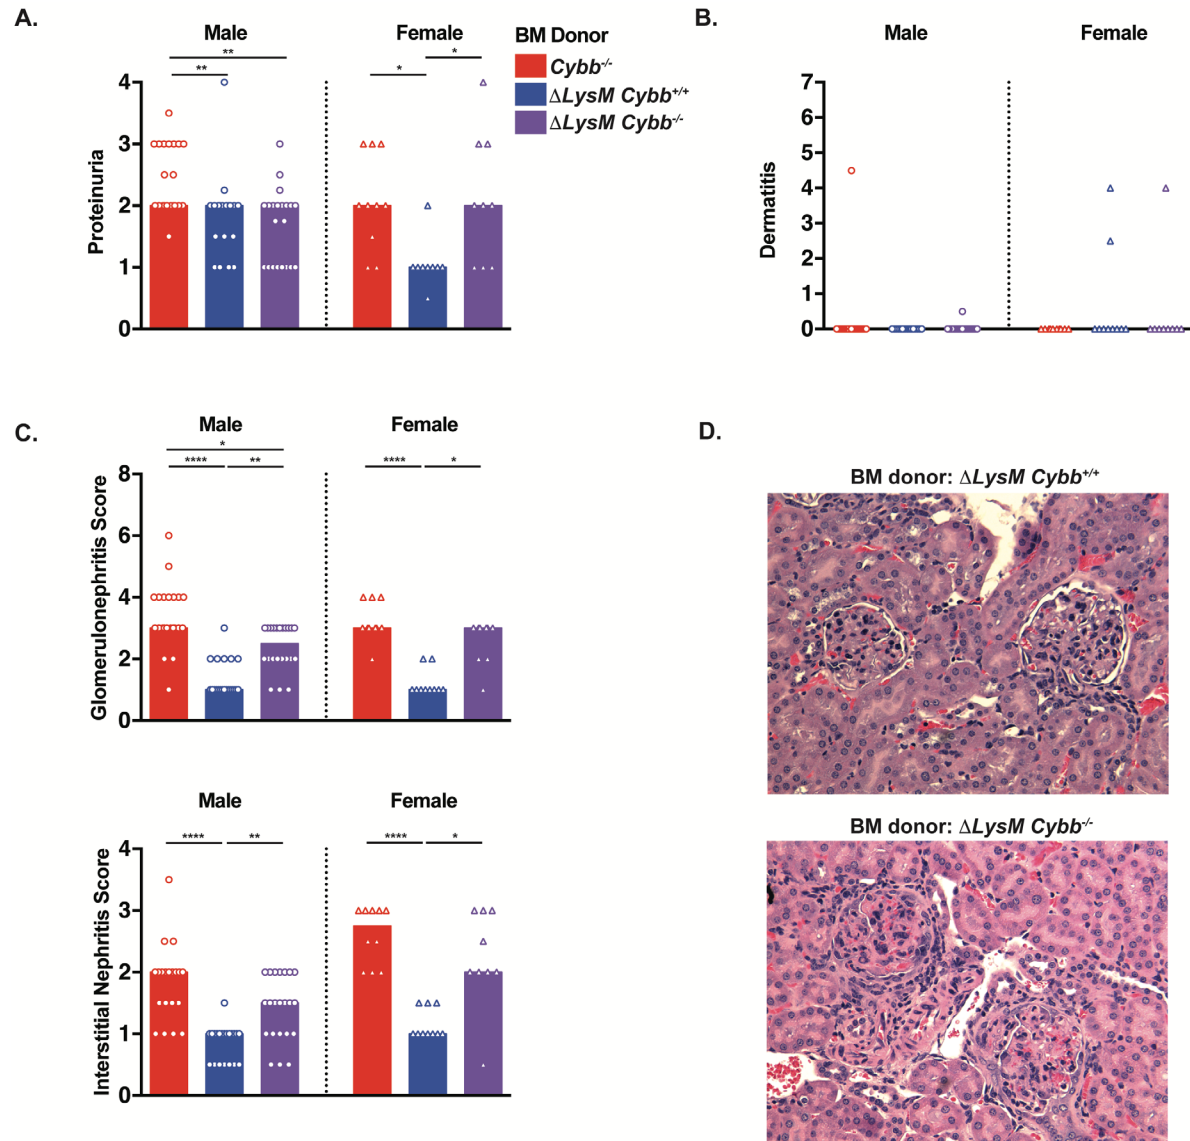 A.
Male
Female
BM Donor
Cybb-/-
ΔLysM Cybb+/+
ΔLysM Cybb-/-
**
**
*
*
Proteinuria
4
3
2
1
0
B.
Male
Female
Dermatitis
7
6
5
4
3
2
1
0
C.
Male
Female
*
****
**
****
*
Glomerulonephritis Score
8
6
4
2
0
Male
Female
****
**
****
*
Interstitial Nephritis Score
4
3
2
1
0
D.
BM donor: ΔLysM Cybb+/+
BM donor: ΔLysM Cybb-/-